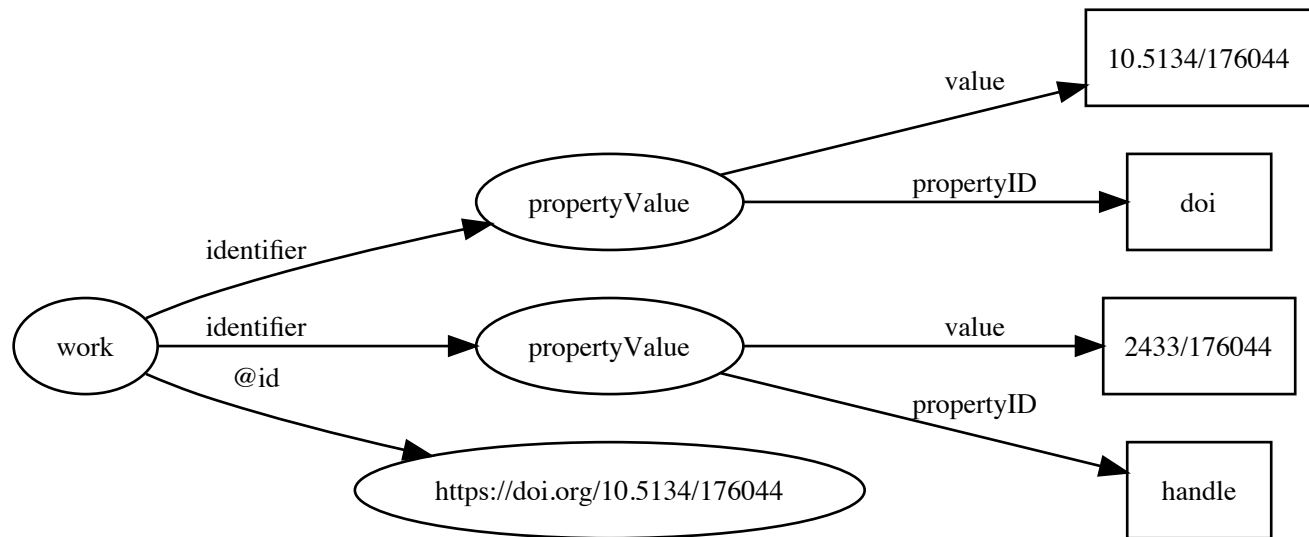 10.5134/176044
value
propertyID
doi
propertyValue
identifier
work
identifier
propertyValue
value
2433/176044
@id
propertyID
https://doi.org/10.5134/176044
handle